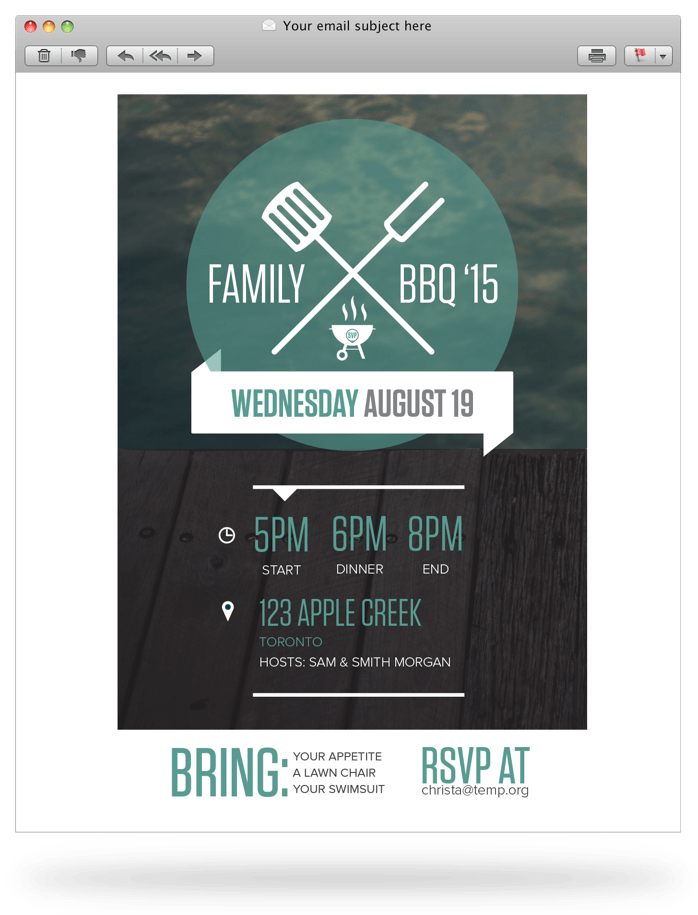 Your email subject here
FAMILY BBQ ‘15
SVP
WEDNESDAY AUGUST 19
5PM 6PM 8PM
START DINNER END
123 APPLE CREEK
TORONTO
HOSTS: SAM & SMITH MORGAN
BRING:
YOUR APPETITE
A LAWN CHAIR
YOUR SWIMSUIT
RSVP AT
christa@temp.org